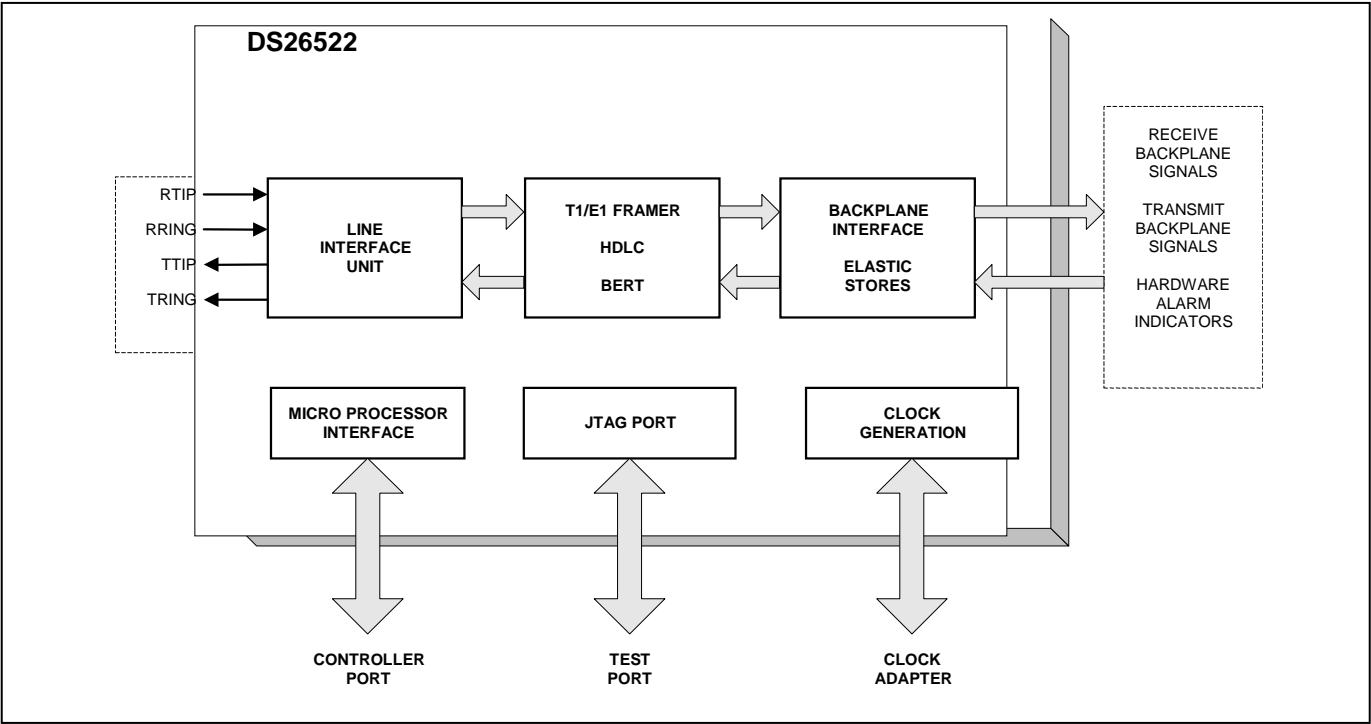 DS26522
RTIP
RRING
TTIP
TRING
LINE
INTERFACE
UNIT
T1/E1 FRAMER
HDLC
BERT
BACKPLANE
INTERFACE
ELASTIC
STORES
RECEIVE
BACKPLANE
SIGNALS
TRANSMIT
BACKPLANE
SIGNALS
HARDWARE
ALARM
INDICATORS
MICRO PROCESSOR
INTERFACE
JTAG PORT
CLOCK
GENERATION
CONTROLLER
PORT
TEST
PORT
CLOCK
ADAPTER